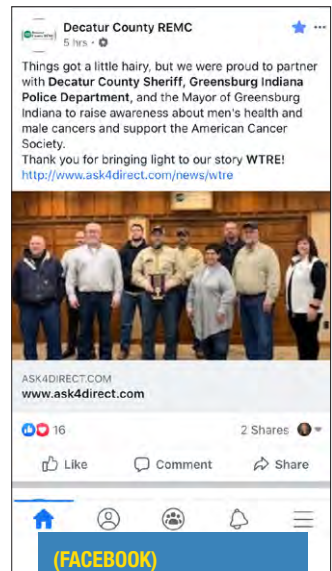 Decatur County REMC
5 hrs ·
Things got a little hairy, but we were proud to partner
with Decatur County Sheriff, Greensburg Indiana
Police Department, and the Mayor of Greensburg
Indiana to raise awareness about men's health and
male cancers and support the American Cancer
Society.
Thank you for bringing light to our story WTRE!
http://www.ask4direct.com/news/wtre
ASK4DIRECT.COM
www.ask4direct.com
16
2 Shares
Like Comment Share
(FACEBOOK)